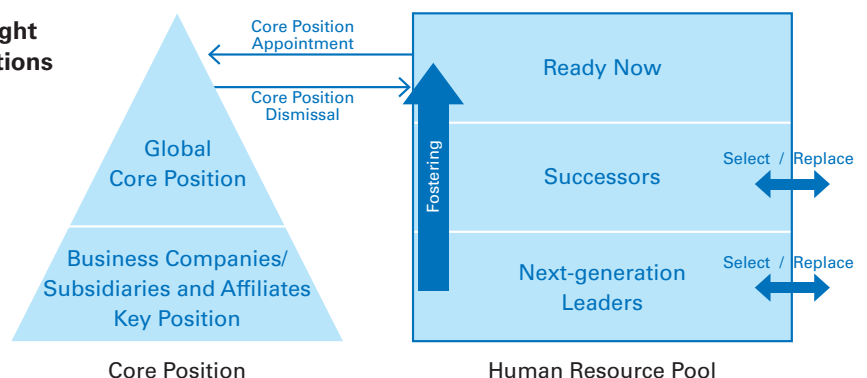 ght
tions
Core Position
Appointment
Core Position
Dismissal
Global
Core Position
Business Companies/
Subsidiaries and Affiliates
Key Position
Core Position
Ready Now
Fostering
Successors
Select / Replace
Next-generation
Leaders
Select / Replace
Human Resource Pool